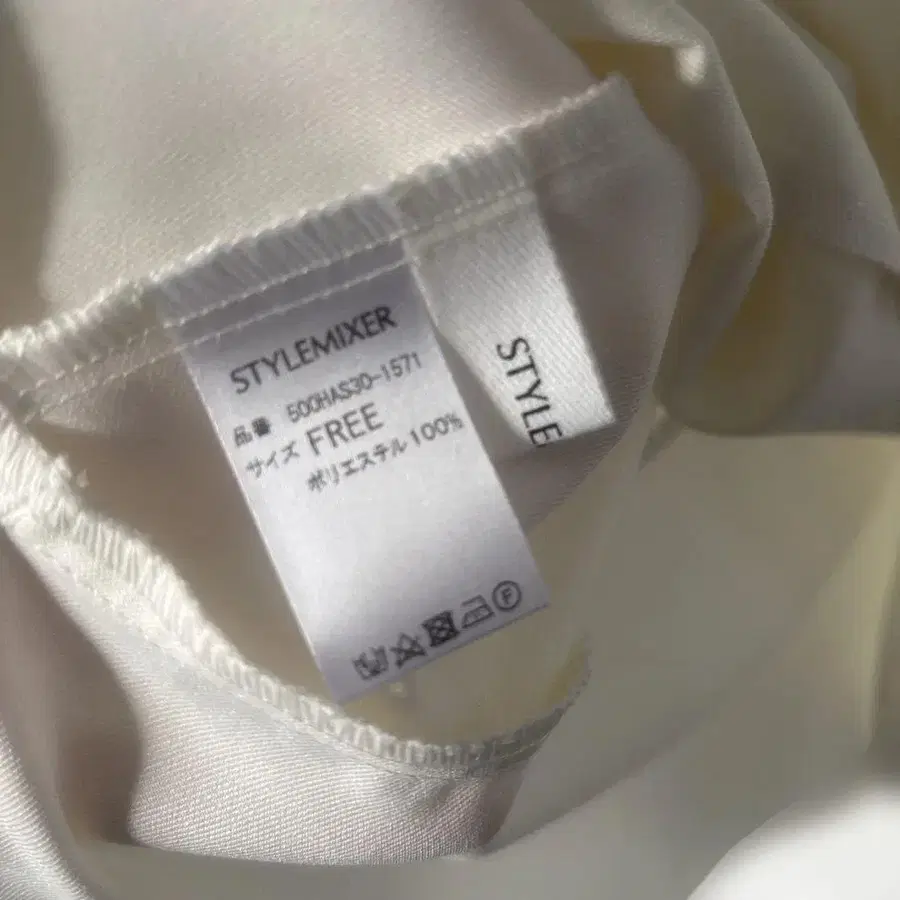 STYLEMIXER
品番 500HAS30-1571
サイズ FREE
ポリエステル 100%
F
STYLE